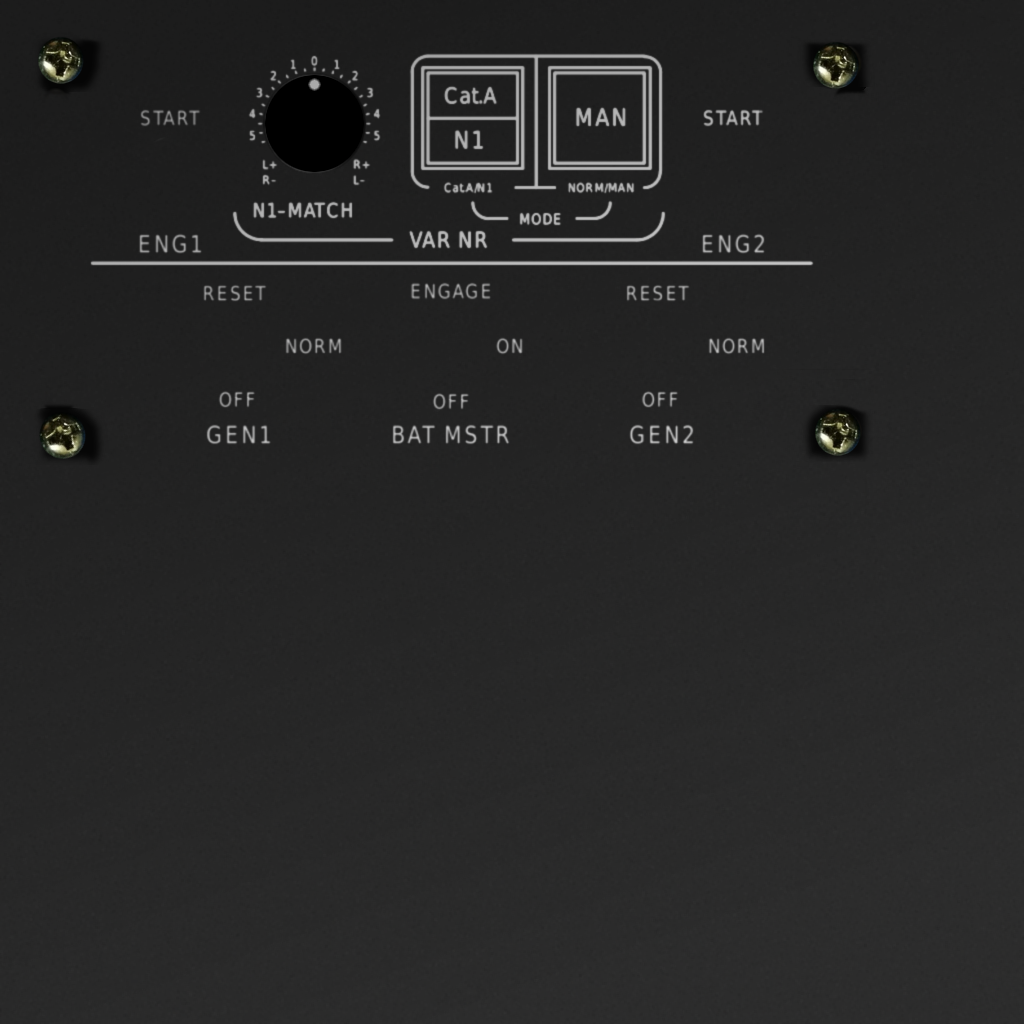 1 0 1
2 2
3 3
4 4
5 5
L+ R+
R- L-
N1-MATCH
START
Cat.A
N1
MAN
START
Cat.A/N1
NORM/MAN
MODE
VAR NR
ENG1
ENG2
RESET
ENGAGE
RESET
NORM
ON
NORM
OFF
OFF
OFF
GEN1
BAT MSTR
GEN2